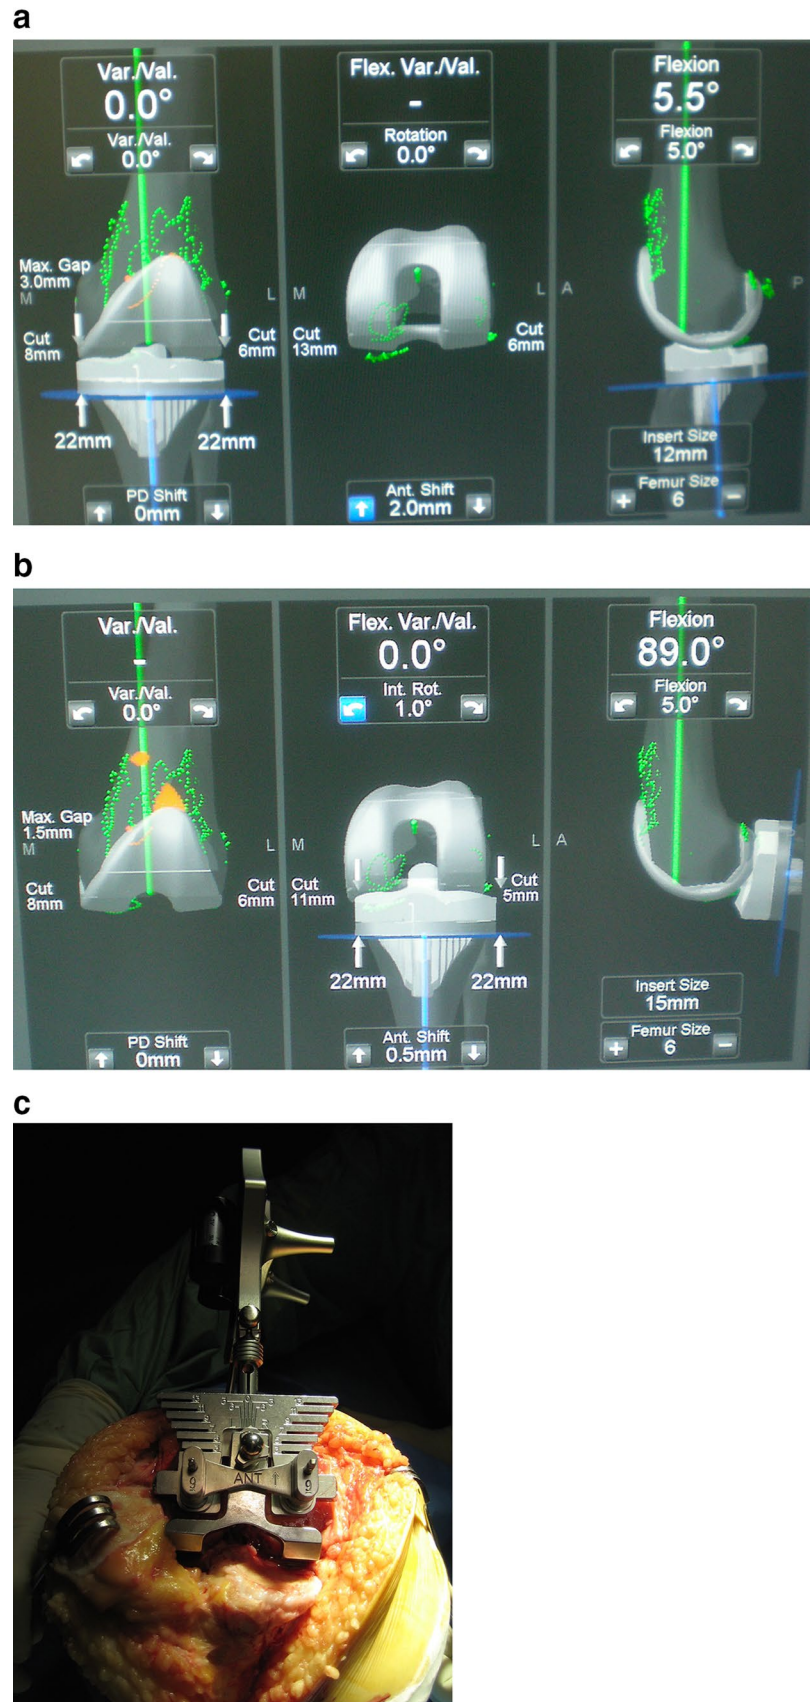 a
Var./Val.
0.0°
Var./Val.
0.0°
Max. Gap
3.0mm
M
L
Cut
8mm
Cut
6mm
22mm
22mm
PD Shift
0mm
Flex. Var./Val.
-
Rotation
0.0°
M
L
Cut
13mm
Cut
6mm
Ant. Shift
2.0mm
Flexion
5.5°
Flexion
5.0°
A
P
Insert Size
12mm
Femur Size
+ 6 -
b
Var./Val.
-
Var./Val.
0.0°
Max. Gap
1.5mm
M
L
Cut
8mm
Cut
6mm
PD Shift
0mm
Flex. Var./Val.
0.0°
Int. Rot.
1.0°
M
L
Cut
11mm
Cut
5mm
22mm
22mm
Ant. Shift
0.5mm
Flexion
89.0°
Flexion
5.0°
A
Insert Size
15mm
Femur Size
+ 6 -
c
3 0 3
9 ANT ↑ 9